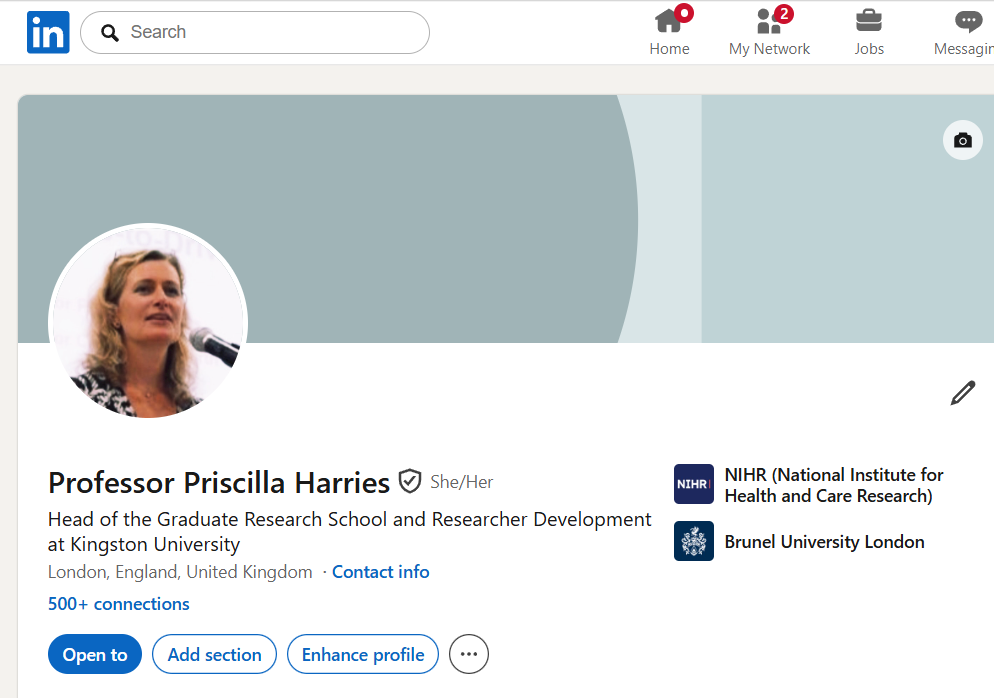 in
Search
Home
2
My Network
Jobs
Messagin
Professor Priscilla Harries She/Her
Head of the Graduate Research School and Researcher Development
at Kingston University
London, England, United Kingdom · Contact info
500+ connections
Open to
Add section
Enhance profile
NIHR
NIHR (National Institute for
Health and Care Research)
Brunel University London